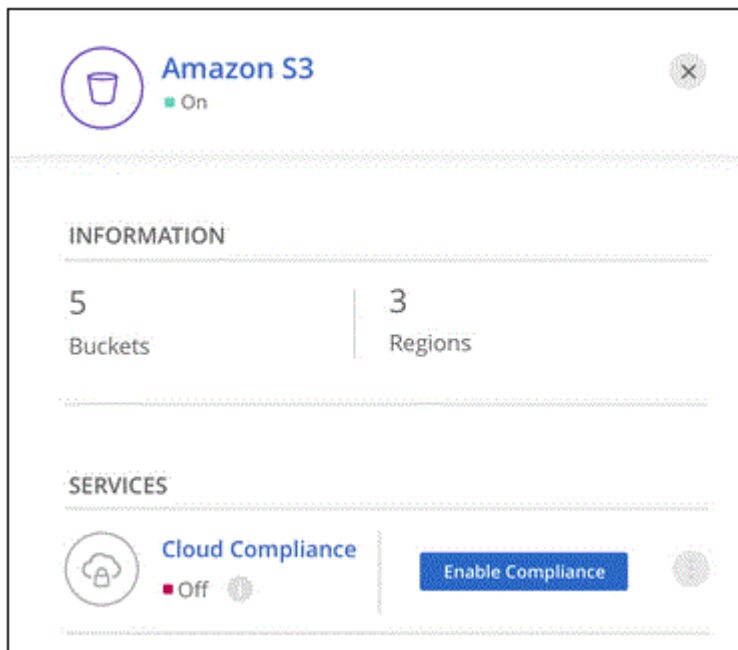 Amazon S3
On
INFORMATION
5
Buckets
3
Regions
SERVICES
Cloud Compliance
Off
Enable Compliance